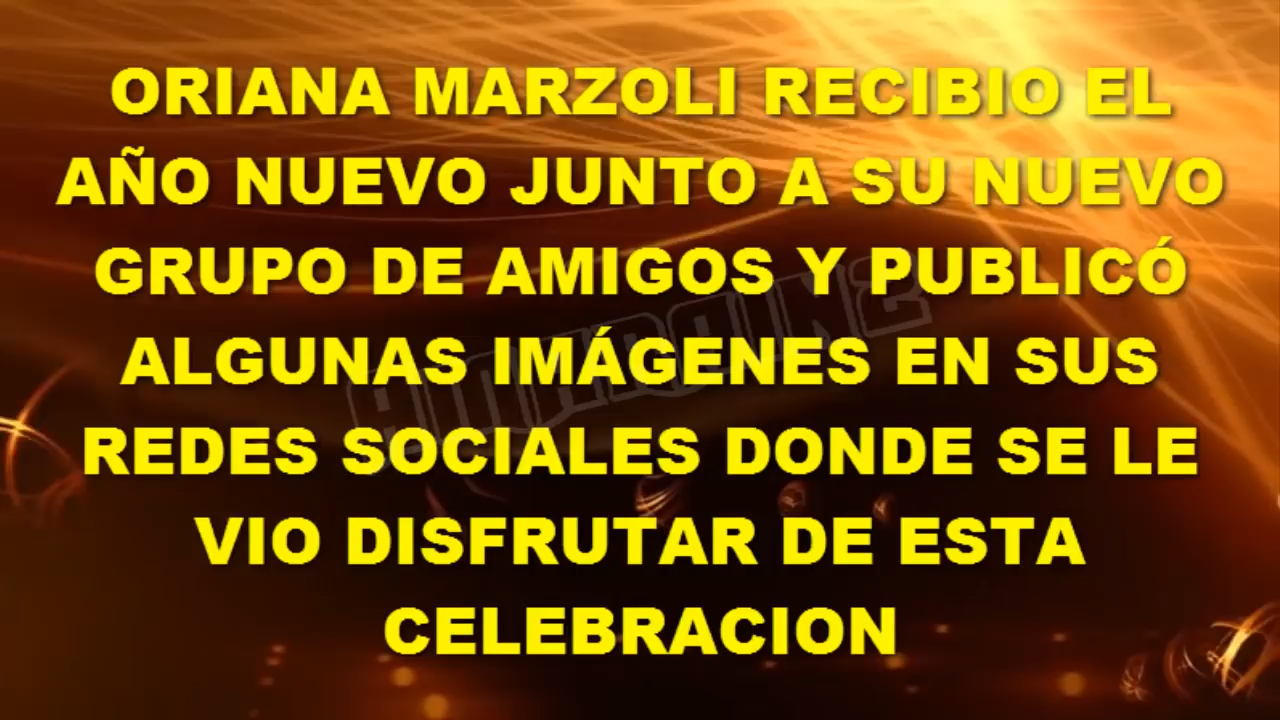 ORIANA MARZOLI RECIBIO EL
AÑO NUEVO JUNTO A SU NUEVO
GRUPO DE AMIGOS Y PUBLICÓ
ALGUNAS IMÁGENES EN SUS
REDES SOCIALES DONDE SE LE
VIO DISFRUTAR DE ESTA
CELEBRACION